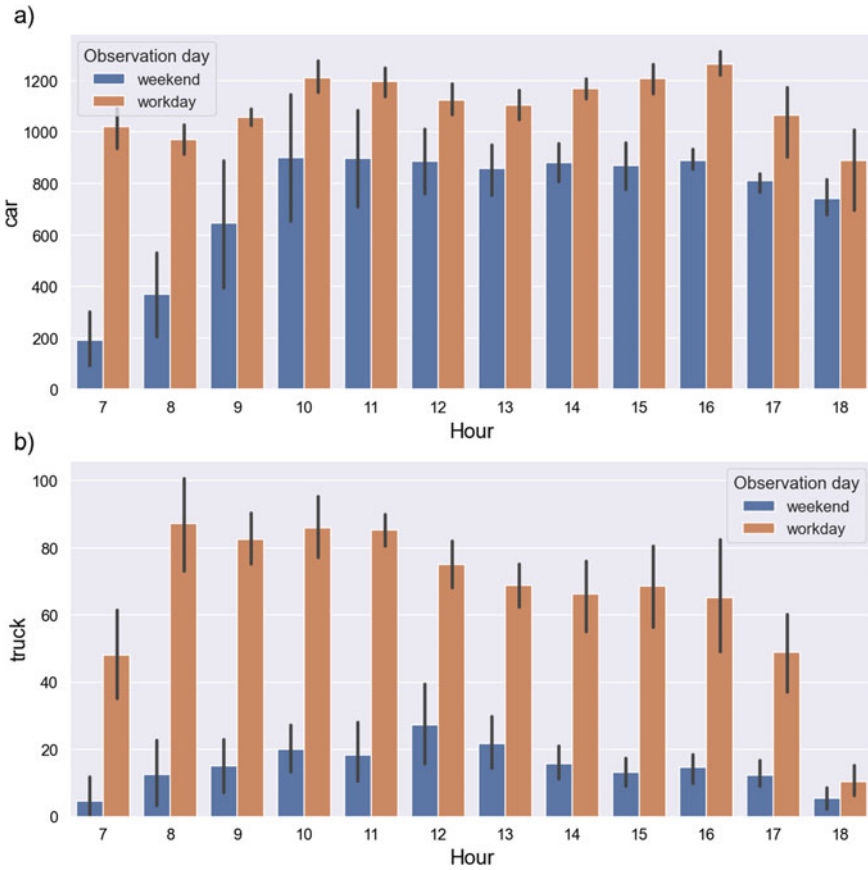 a)
Observation day
weekend
workday
1200
1000
800
600
400
200
0
car
7 8 9 10 11 12 13 14 15 16 17 18
Hour
b)
Observation day
weekend
workday
100
80
60
40
20
0
truck
7 8 9 10 11 12 13 14 15 16 17 18
Hour